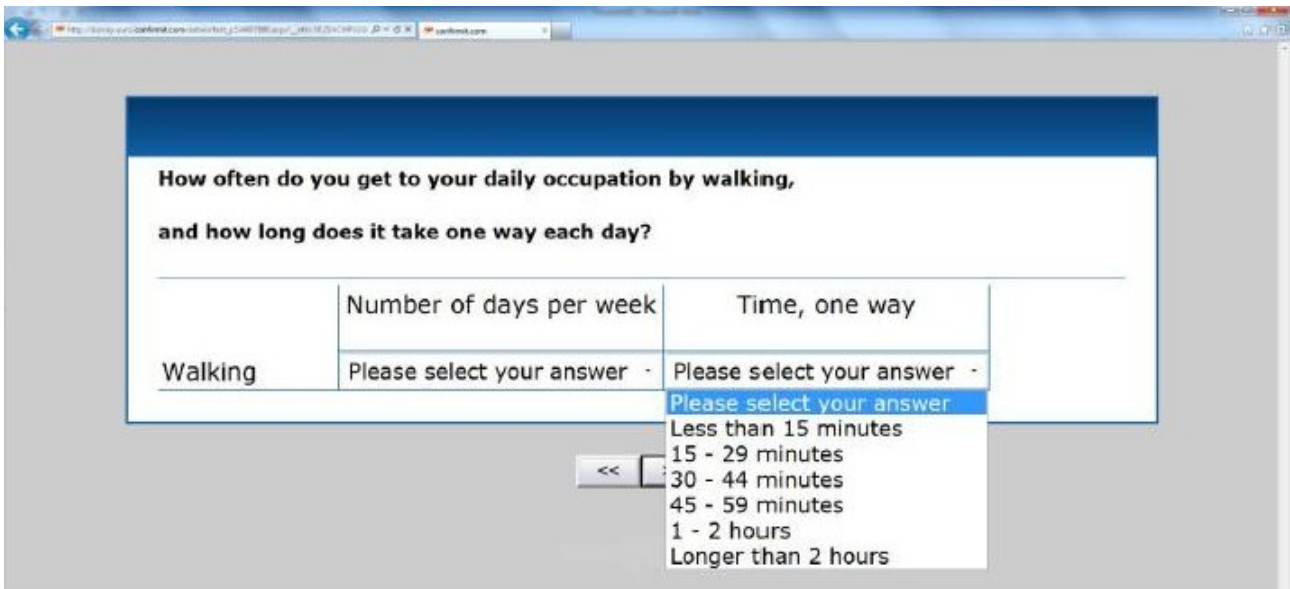 confirmit.com
How often do you get to your daily occupation by walking,
and how long does it take one way each day?
Number of days per week Time, one way
Walking Please select your answer - Please select your answer -
Please select your answer
Less than 15 minutes
15 - 29 minutes
<< 30 - 44 minutes
45 - 59 minutes
1 - 2 hours
Longer than 2 hours